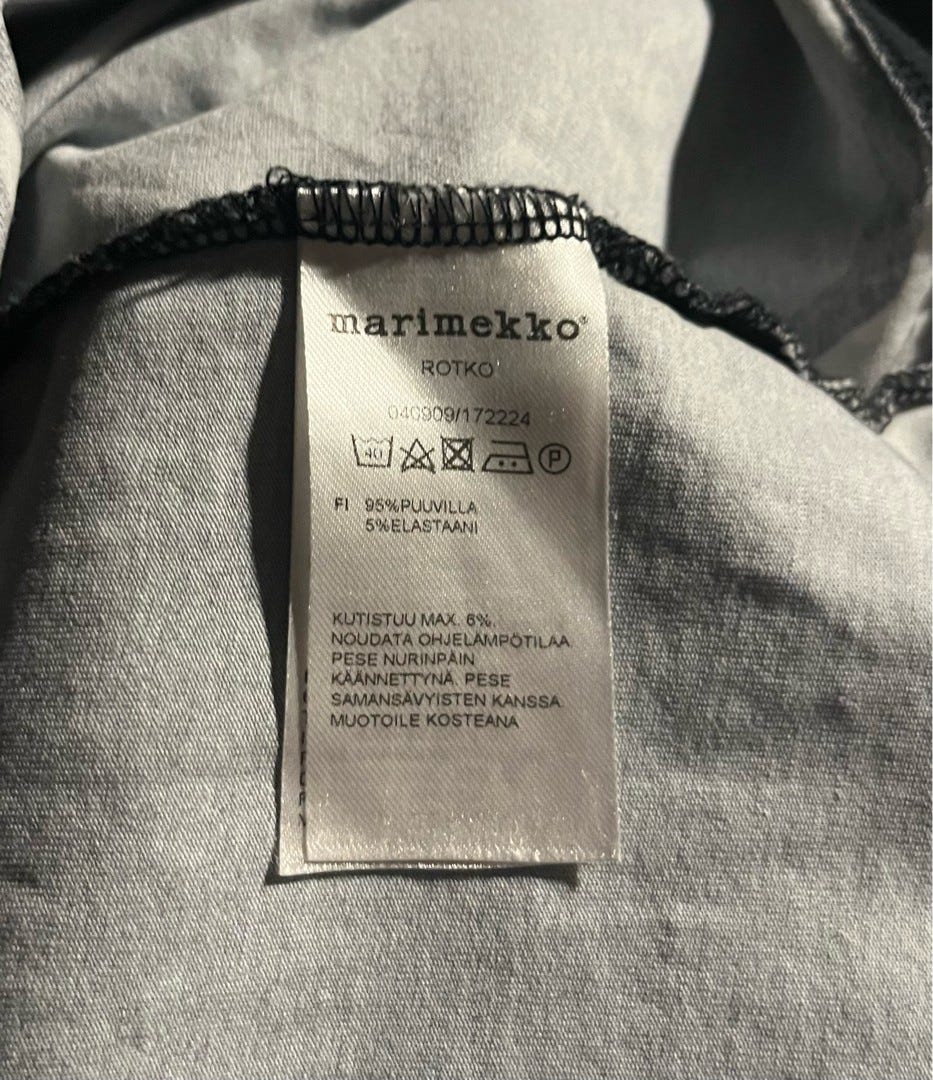 marimekko®
ROTKO
040909/172224
40 P
FI 95%PUUVILLA
5%ELASTAANI
KUTISTUU MAX. 6%.
NOUDATA OHJELÄMPÖTILAA
PESE NURINPÄIN
KÄÄNNETTYNÄ. PESE
SAMANSÄVYISTEN KANSSA.
MUOTOILE KOSTEANA